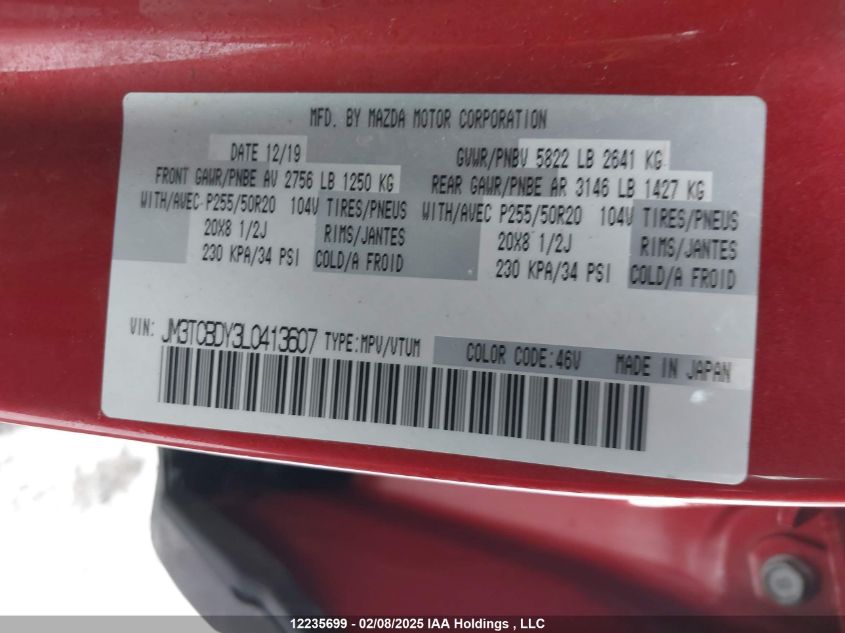 MFD. BY MAZDA MOTOR CORPORATION
DATE 12/19 GVWR/PNBV 5822 LB 2641 KG
FRONT GAWR/PNBE AV 2756 LB 1250 KG REAR GAWR/PNBE AR 3146 LB 1427 KG
WITH/AVEC P255/50R20 104V TIRES/PNEUS WITH/AVEC P255/50R20 104V TIRES/PNEUS
20X8 1/2J RIMS/JANTES 20X8 1/2J RIMS/JANTES
230 KPA/34 PSI COLD/A FROID 230 KPA/34 PSI COLD/A FROID
VIN: JM3TCBDY3L0413607 TYPE:MPV/VTUM COLOR CODE:46V MADE IN JAPAN
12235699 - 02/08/2025 IAA Holdings , LLC